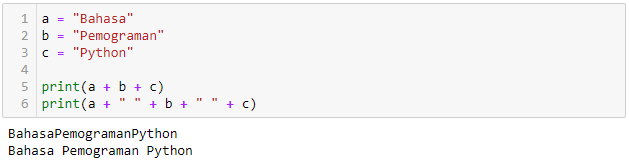 1 a = "Bahasa"
2 b = "Pemograman"
3 c = "Python"
4
5 print(a + b + c)
6 print(a + " " + b + " " + c)
BahasaPemogramanPython
Bahasa Pemograman Python